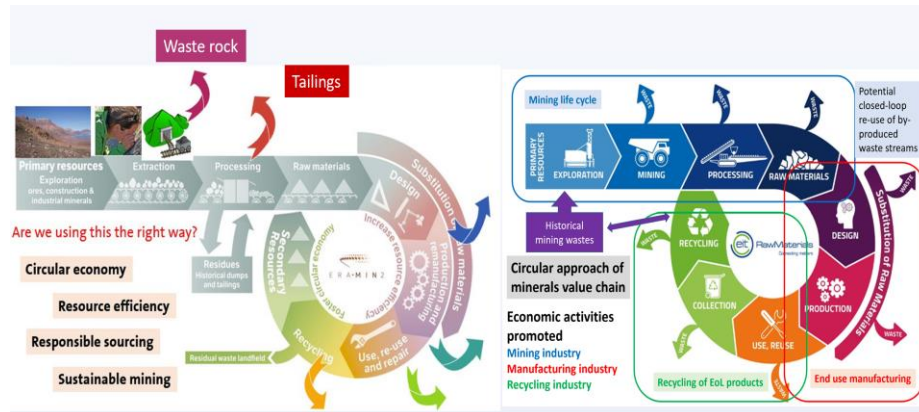 Waste rock
Tailings
Primary resources
Exploration
ores, construction &
industrial minerals
Extraction
Processing
Raw materials
Design
Substitution of Raw materials
Increase resource efficiency
Foster circular economy
Production and
remanufacturing
ERA·MIN 2
Secondary
Resources
Use, re-use
and repair
Recycling
Residues
Historical dumps
and tailings
Residual waste landfield
Are we using this the right way?
Circular economy
Resource efficiency
Responsible sourcing
Sustainable mining
Mining life cycle
WASTE
WASTE
WASTE
Potential
closed-loop
re-use of by-
produced
waste streams
PRIMARY
RESOURCES
EXPLORATION
MINING
PROCESSING
RAW MATERIALS
WASTE
Historical
mining wastes
WASTE
RECYCLING
eit
RawMaterials
Connecting matters
DESIGN
Substitution of Raw Materials
Circular approach of
minerals value chain
COLLECTION
PRODUCTION
USE, REUSE
WASTE
WASTE
WASTE
Economic activities
promoted
Mining industry
Manufacturing industry
Recycling industry
Recycling of EoL products
End use manufacturing